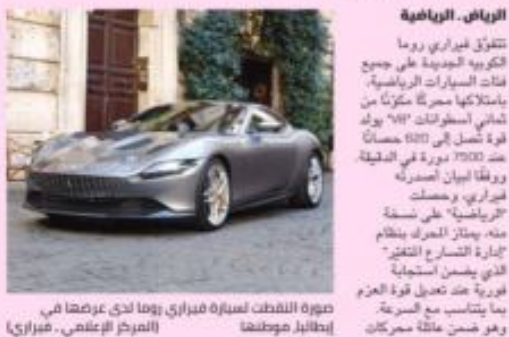 الرياض ـ الرياضية
تتفوّق فيراري روما
الكوبيه الجديدة على جميع
فئات السيارات الرياضية،
بامتلاكها محركًا مكوّنًا من
ثماني اسطوانات "V8" يولد
قوة تصل إلى 620 حصانًا
عند 7500 دورة في الدقيقة.
ووفقًا لبيان أصدرته
فيراري، وحصلت
"الرياضية" على نسخة
منه، يمتاز المحرك بنظام
"إدارة التسارع المتغير"
الذي يضمن استجابة
فورية عند تعديل قوة العزم
بما يتناسب مع السرعة.
وهو ضمن عائلة محركات
صورة التقطت لسيارة فيراري روما لدى عرضها في
إيطاليا موطنها (المركز الإعلامي ـ فيراري)